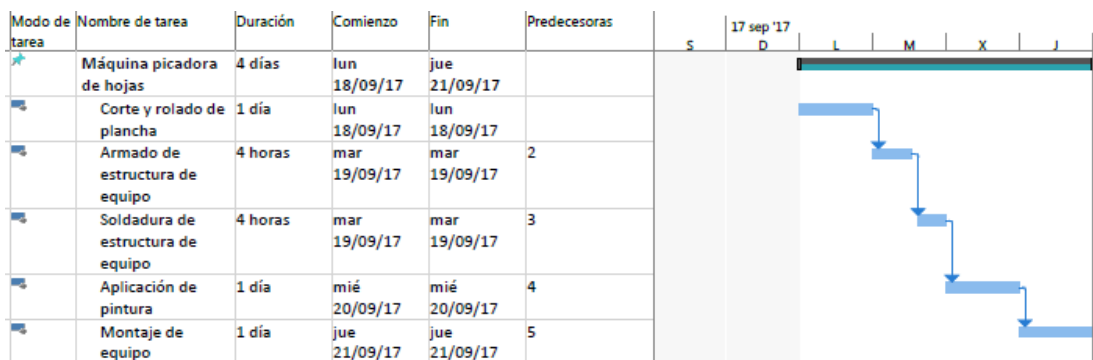 Modo de tarea Nombre de tarea Duración Comienzo Fin Predecesoras
17 sep '17
S D L M X J
Máquina picadora de hojas 4 días lun 18/09/17 jue 21/09/17
Corte y rolado de plancha 1 día lun 18/09/17 lun 18/09/17
Armado de estructura de equipo 4 horas mar 19/09/17 mar 19/09/17 2
Soldadura de estructura de equipo 4 horas mar 19/09/17 mar 19/09/17 3
Aplicación de pintura 1 día mié 20/09/17 mié 20/09/17 4
Montaje de equipo 1 día jue 21/09/17 jue 21/09/17 5